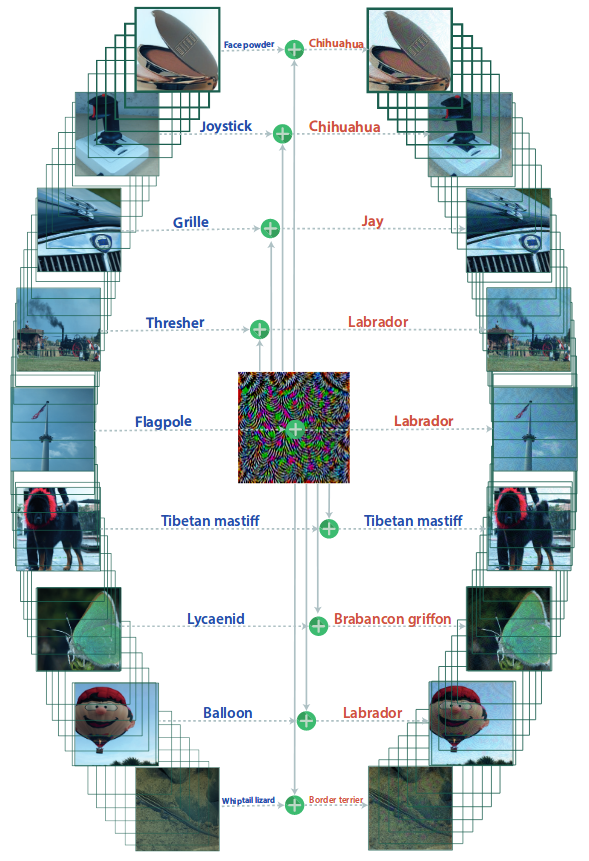 Face powder Chihuahua
Joystick Chihuahua
Grille Jay
Thresher Labrador
Flagpole Labrador
Tibetan mastiff Tibetan mastiff
Lycaenid Brabancon griffon
Balloon Labrador
Whiptail lizard Border terrier